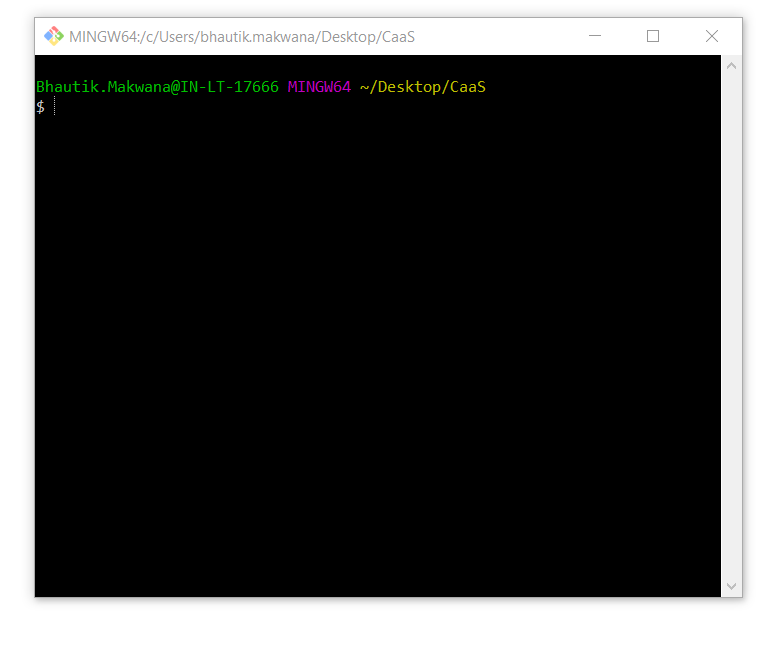 MINGW64:/c/Users/bhautik.makwana/Desktop/CaaS
Bhautik.Makwana@IN-LT-17666 MINGW64 ~/Desktop/CaaS
$